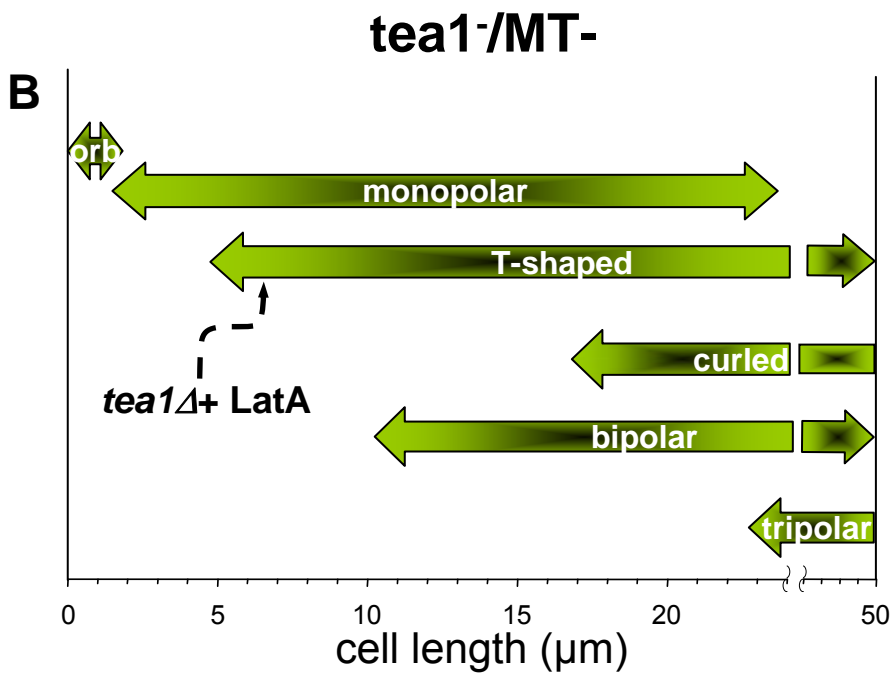 tea1⁻/MT-
B
orb
monopolar
T-shaped
curled
tea1Δ+ LatA
bipolar
tripolar
0 5 10 15 20 50
cell length (µm)